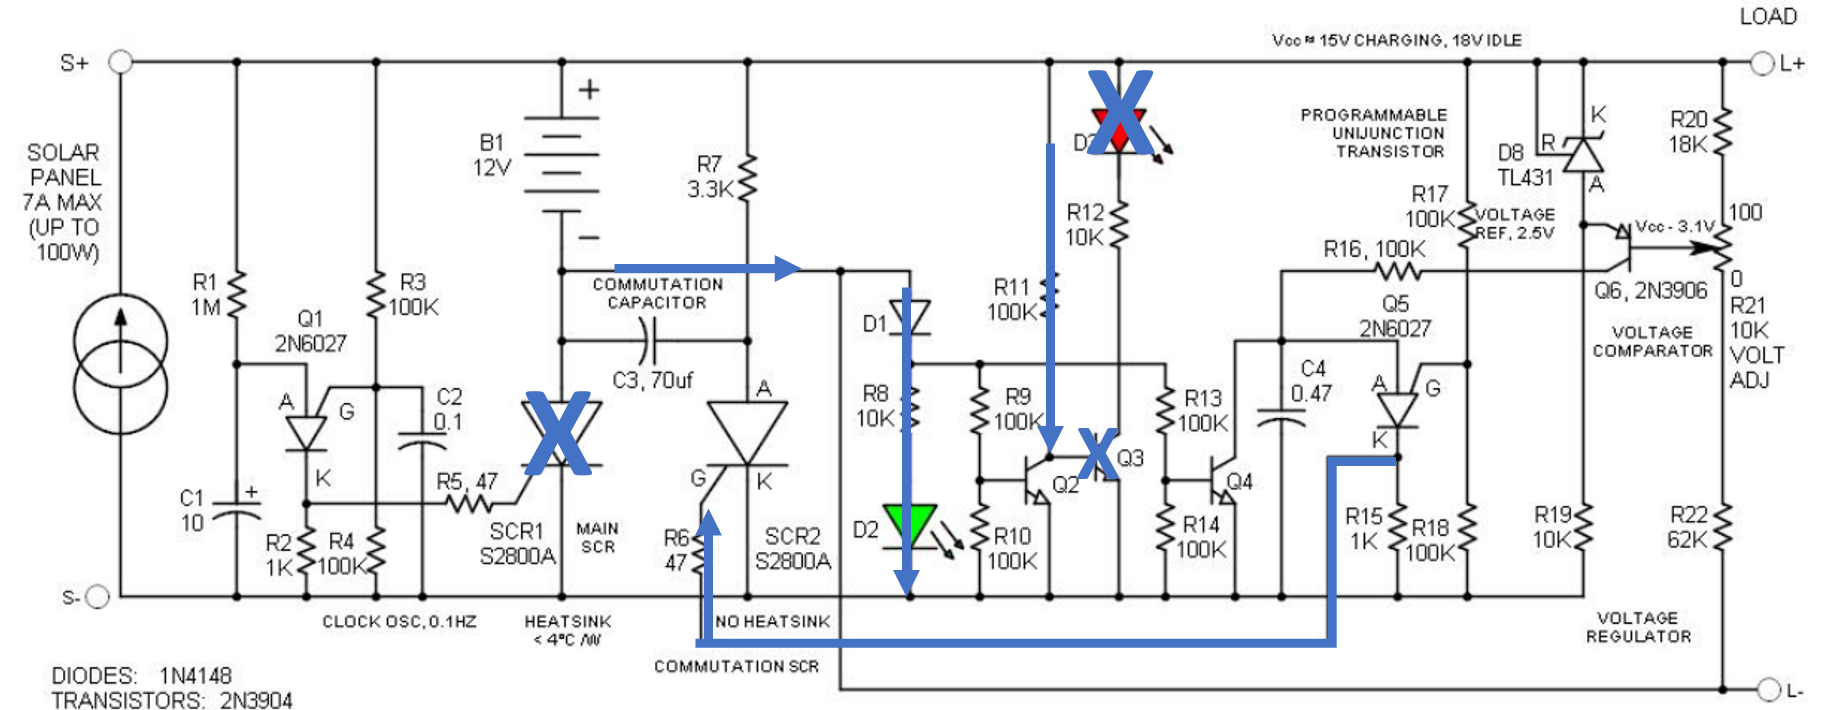 LOAD
Vcc ≈ 15V CHARGING, 18V IDLE
S+
L+
SOLAR
PANEL
7A MAX
(UP TO
100W)
R1
1M
Q1
2N6027
A
G
K
C1
10
+
R2
1K
R3
100K
R4
100K
C2
0.1
R5, 47
CLOCK OSC, 0.1HZ
+
B1
12V
−
COMMUTATION
CAPACITOR
C3, 70uf
SCR1
S2800A
MAIN
SCR
HEATSINK
< 4°C /W
R7
3.3K
A
G
K
R6
47
SCR2
S2800A
NO HEATSINK
COMMUTATION SCR
D1
R8
10K
D2
R9
100K
R10
100K
R11
100K
Q2
R12
10K
Q3
R13
100K
R14
100K
Q4
C4
0.47
PROGRAMMABLE
UNIJUNCTION
TRANSISTOR
R17
100K
VOLTAGE
REF, 2.5V
R16, 100K
Q5
2N6027
A
G
K
R15
1K
R18
100K
K
R
D8
TL431
A
Vcc - 3.1V
Q6, 2N3906
VOLTAGE
COMPARATOR
R19
10K
R20
18K
100
0
R21
10K
VOLT
ADJ
R22
62K
VOLTAGE
REGULATOR
S-
L-
DIODES: 1N4148
TRANSISTORS: 2N3904